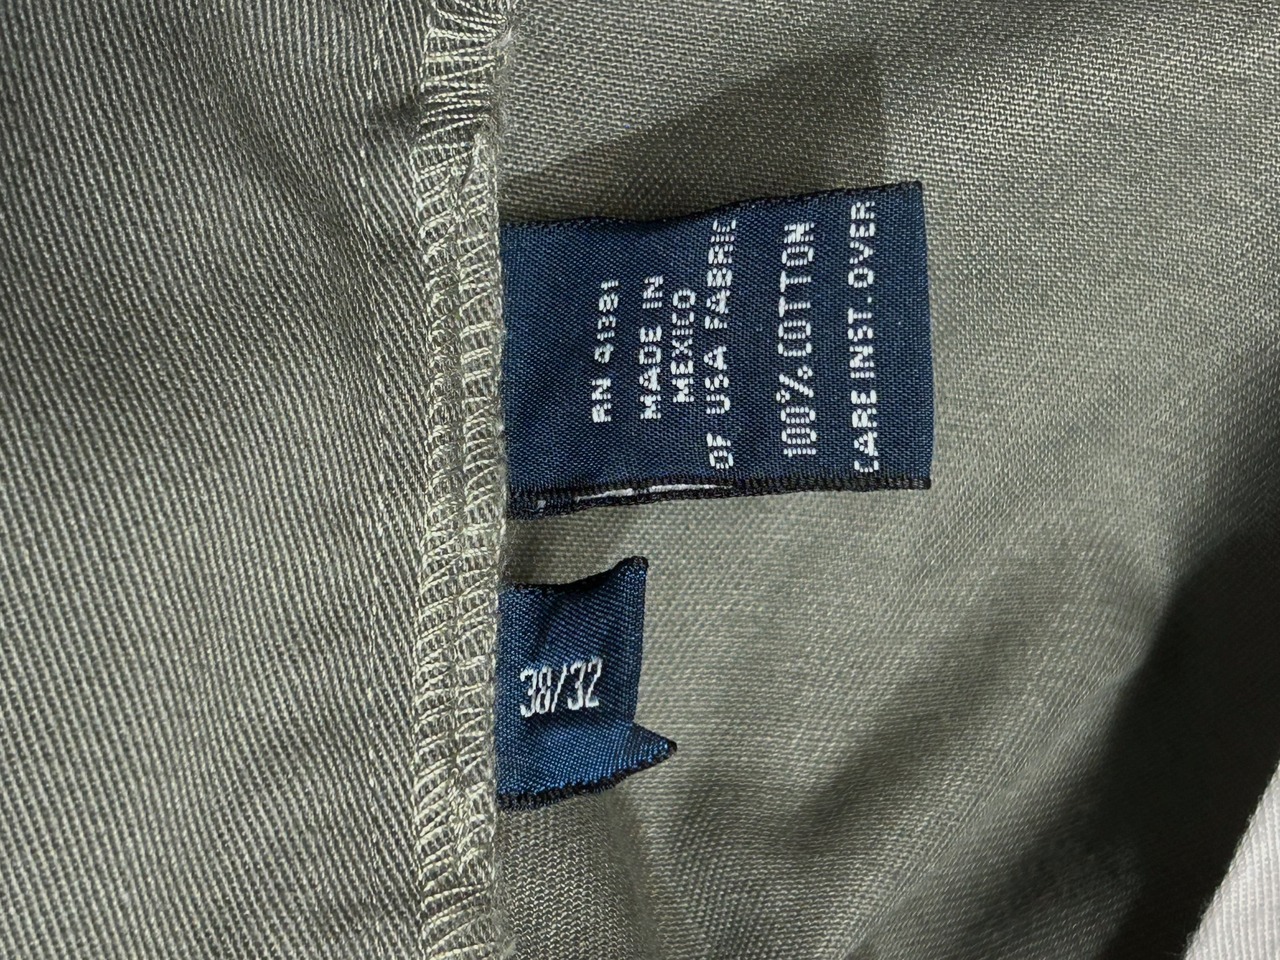 RN 41381
MADE IN
MEXICO
OF USA FABRIC
100% COTTON
CARE INST. OVER
38/32